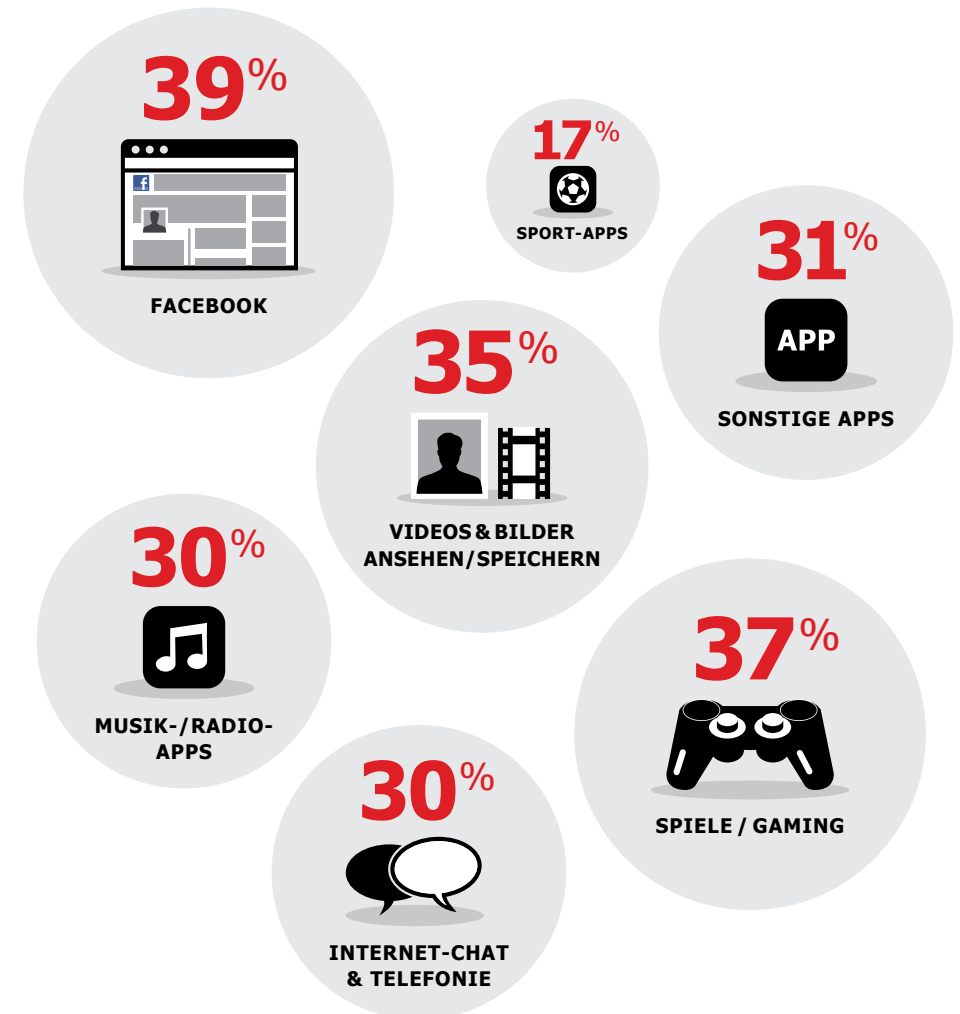 39%
f
FACEBOOK
17%
SPORT-APPS
31%
APP
SONSTIGE APPS
35%
VIDEOS & BILDER
ANSEHEN/SPEICHERN
30%
MUSIK-/RADIO-
APPS
37%
SPIELE / GAMING
30%
INTERNET-CHAT
& TELEFONIE